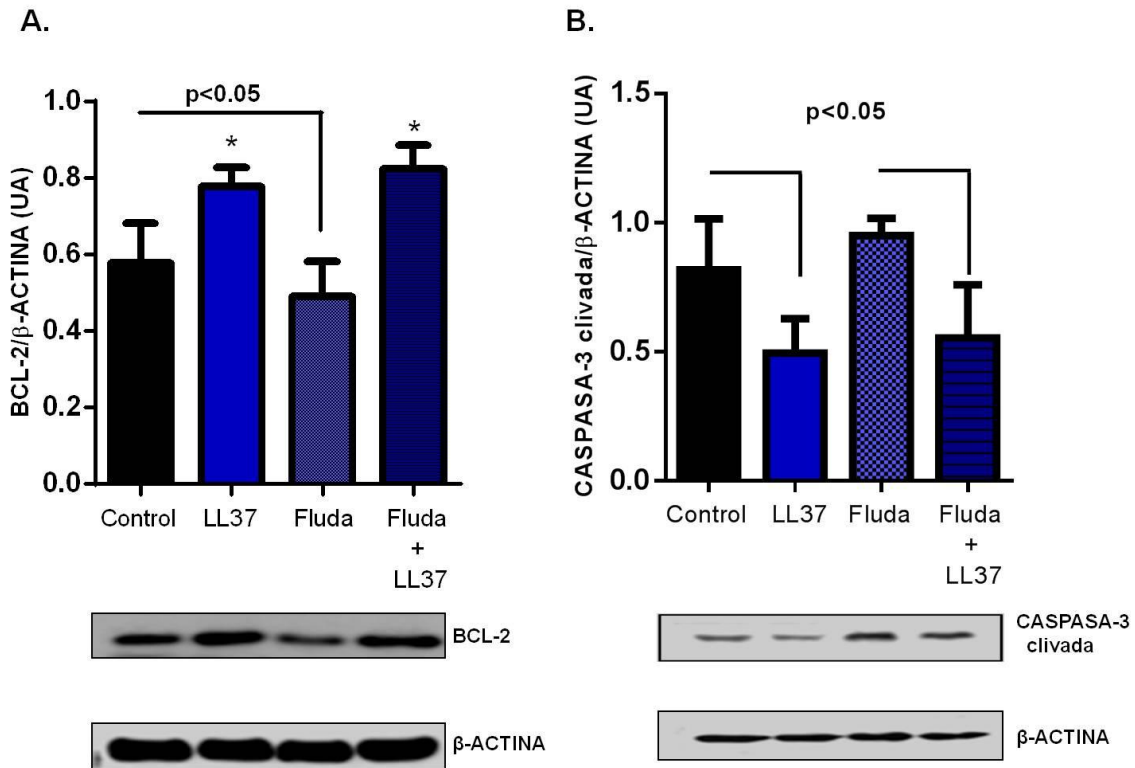 A.
p<0.05
BCL-2/β-ACTINA (UA)
1.0
0.8
0.6
0.4
0.2
0.0
*
*
Control
LL37
Fluda
Fluda
+
LL37
BCL-2
β-ACTINA
B.
p<0.05
CASPASA-3 clivada/β-ACTINA (UA)
1.5
1.0
0.5
0.0
Control
LL37
Fluda
Fluda
+
LL37
CASPASA-3
clivada
β-ACTINA